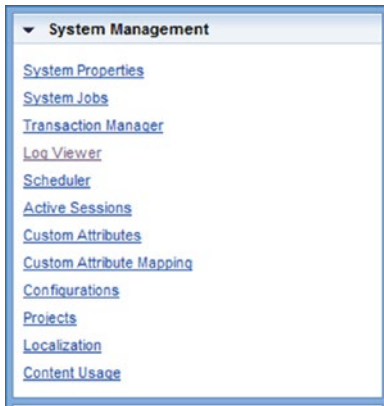 System Management
System Properties
System Jobs
Transaction Manager
Log Viewer
Scheduler
Active Sessions
Custom Attributes
Custom Attribute Mapping
Configurations
Projects
Localization
Content Usage